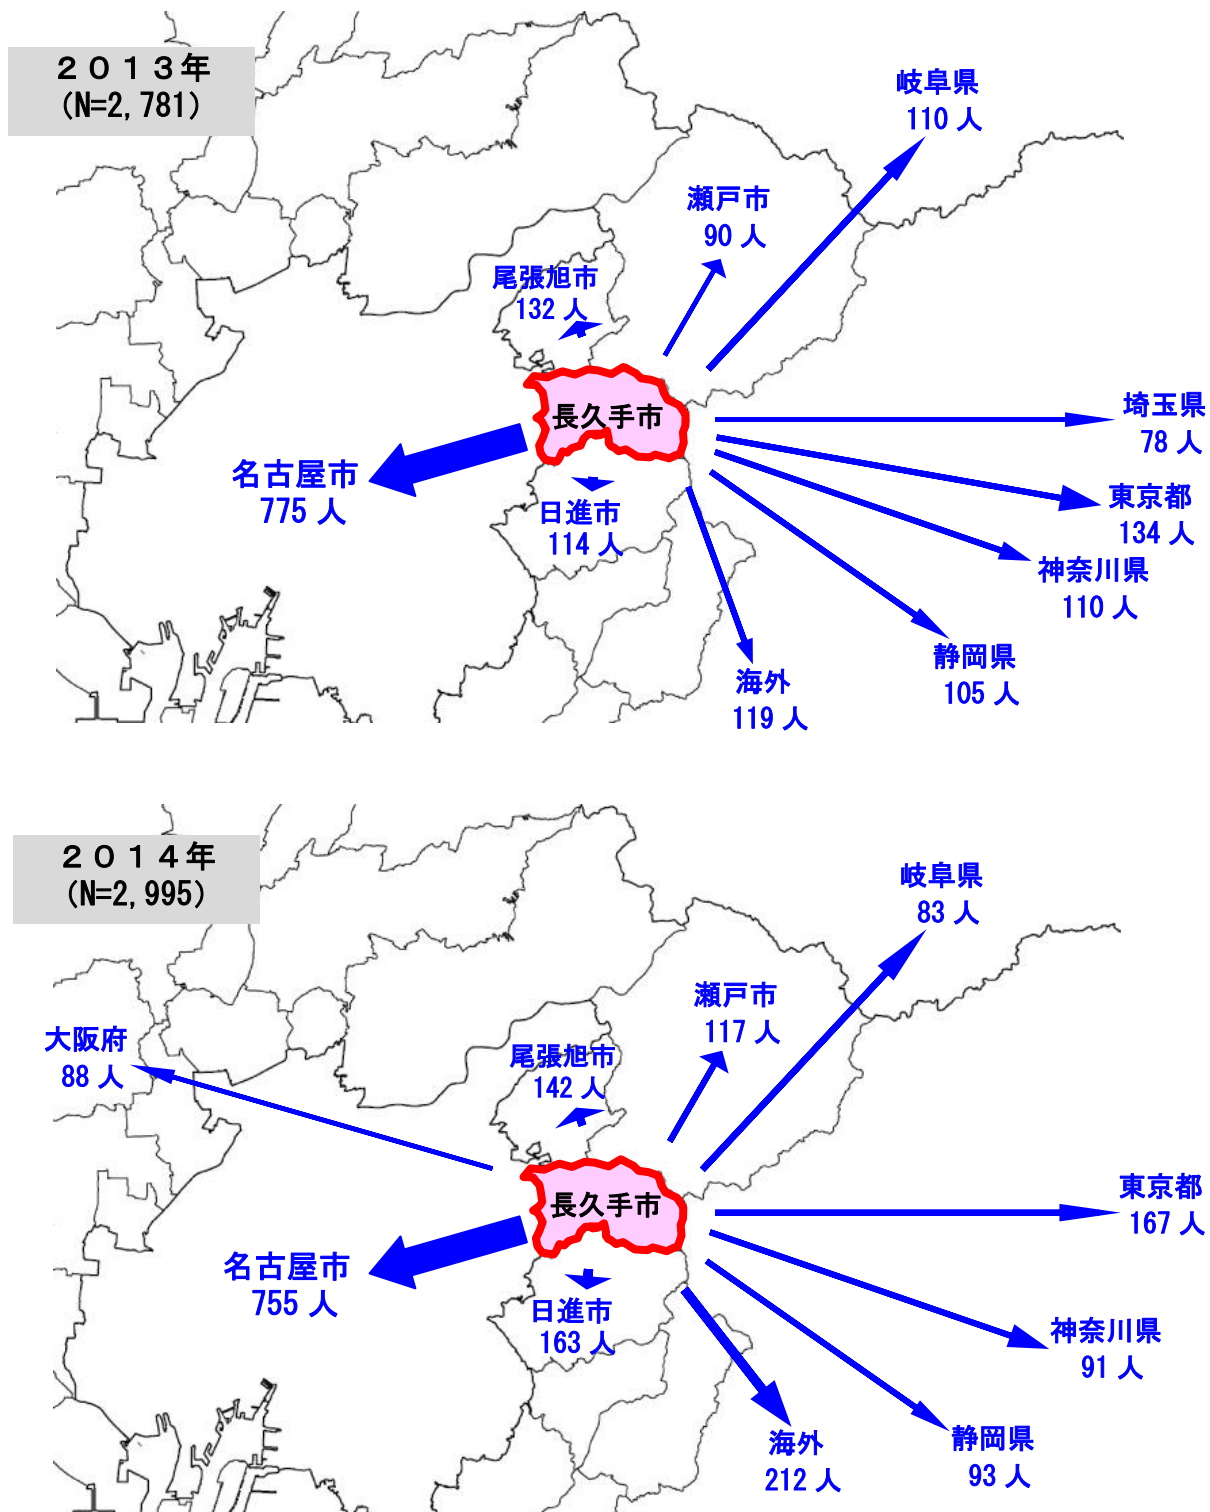 ２０１３年
(N=2,781)
岐阜県
110 人
瀬戸市
90 人
尾張旭市
132 人
長久手市
埼玉県
78 人
名古屋市
775 人
東京都
134 人
日進市
114 人
神奈川県
110 人
静岡県
105 人
海外
119 人
２０１４年
(N=2,995)
岐阜県
83 人
瀬戸市
117 人
大阪府
88 人
尾張旭市
142 人
長久手市
東京都
167 人
名古屋市
755 人
日進市
163 人
神奈川県
91 人
静岡県
93 人
海外
212 人